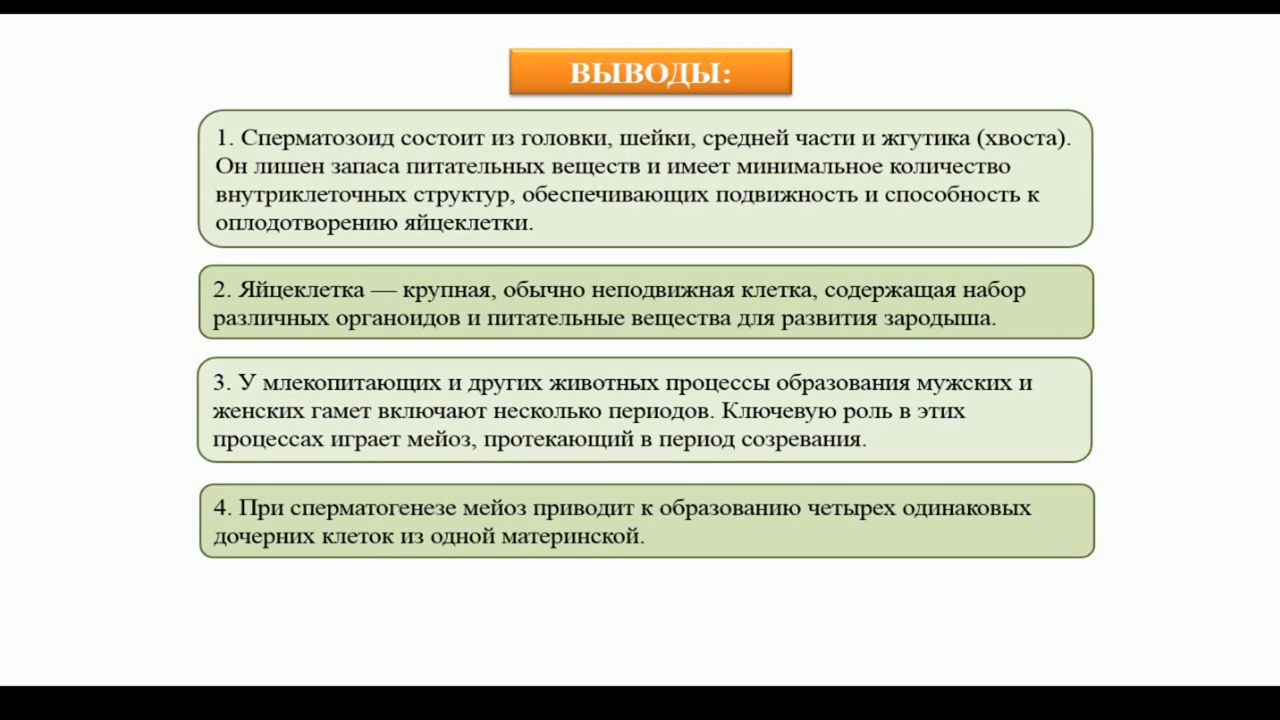 ВЫВОДЫ:
1. Сперматозоид состоит из головки, шейки, средней части и жгутика (хвоста).
Он лишен запаса питательных веществ и имеет минимальное количество
внутриклеточных структур, обеспечивающих подвижность и способность к
оплодотворению яйцеклетки.
2. Яйцеклетка — крупная, обычно неподвижная клетка, содержащая набор
различных органоидов и питательные вещества для развития зародыша.
3. У млекопитающих и других животных процессы образования мужских и
женских гамет включают несколько периодов. Ключевую роль в этих
процессах играет мейоз, протекающий в период созревания.
4. При сперматогенезе мейоз приводит к образованию четырех одинаковых
дочерних клеток из одной материнской.